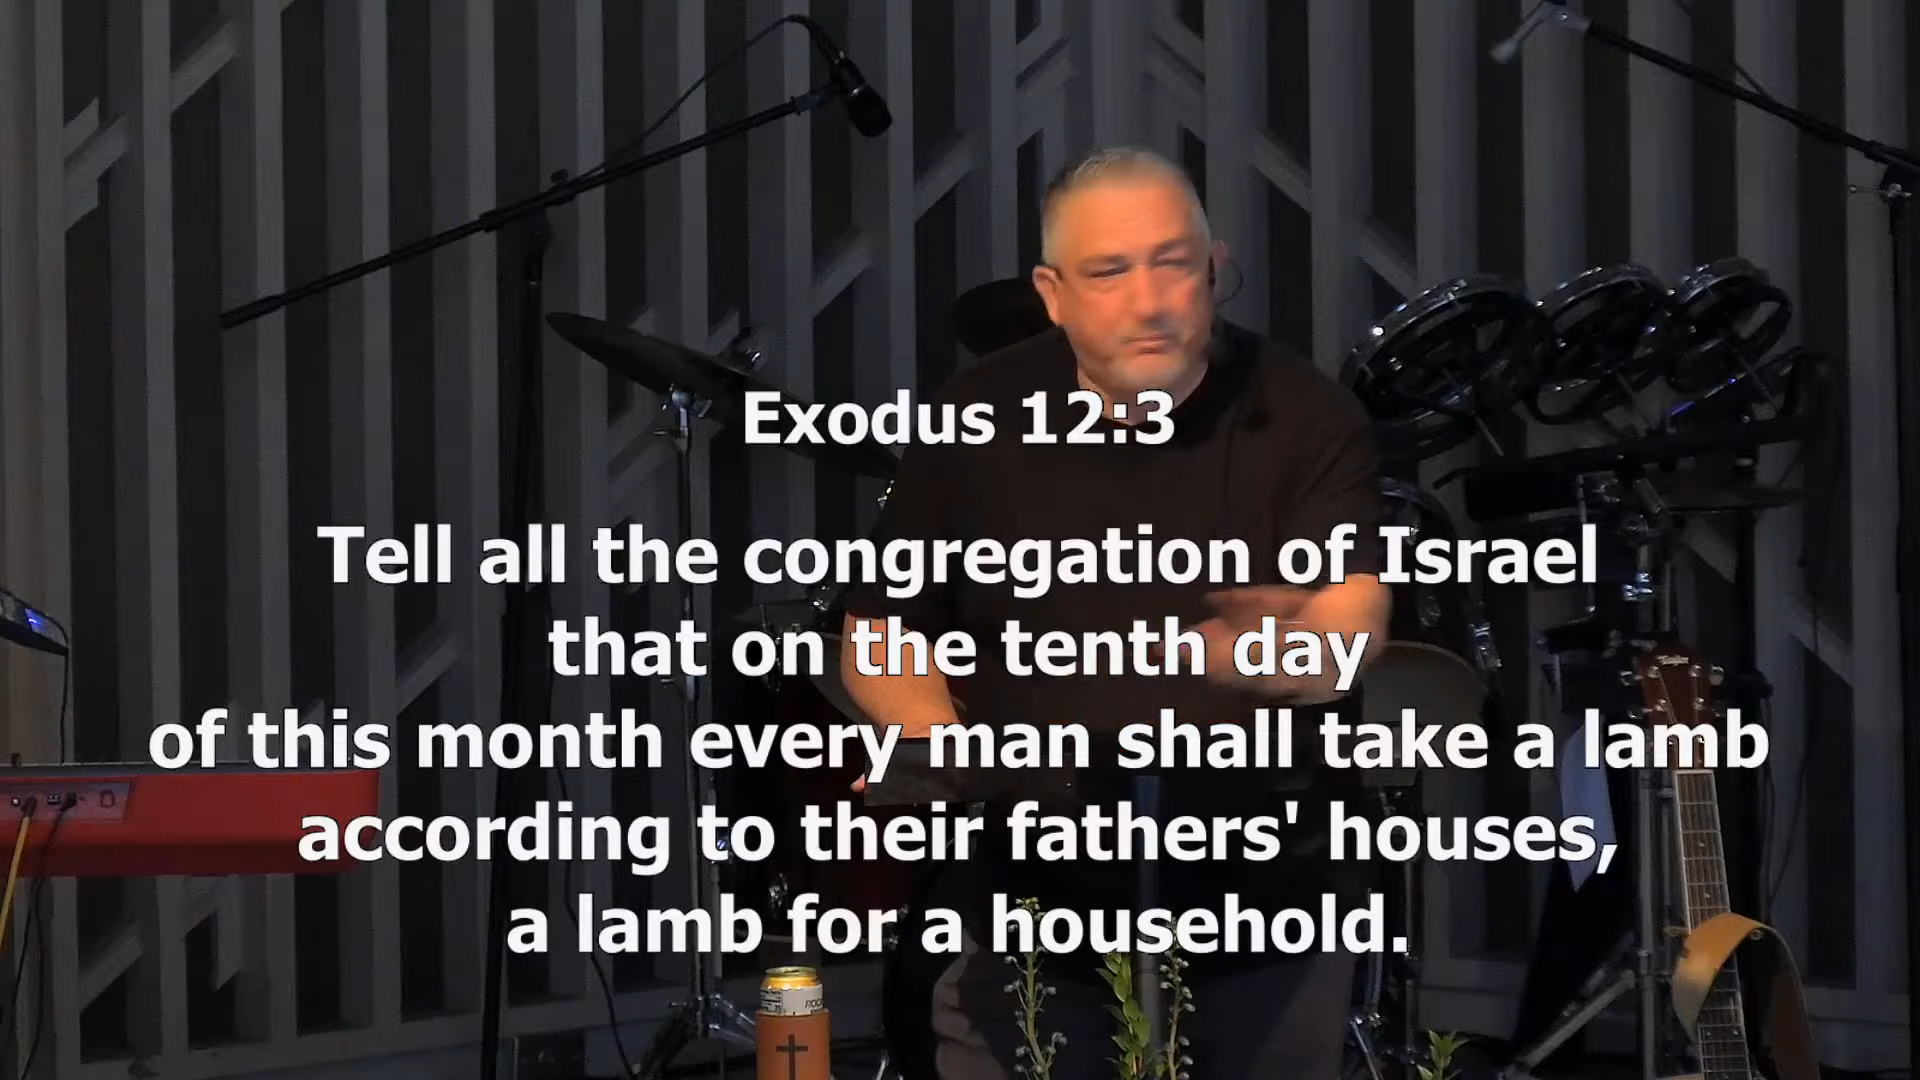 Exodus 12:3
Tell all the congregation of Israel
that on the tenth day
of this month every man shall take a lamb
according to their fathers' houses,
a lamb for a household.